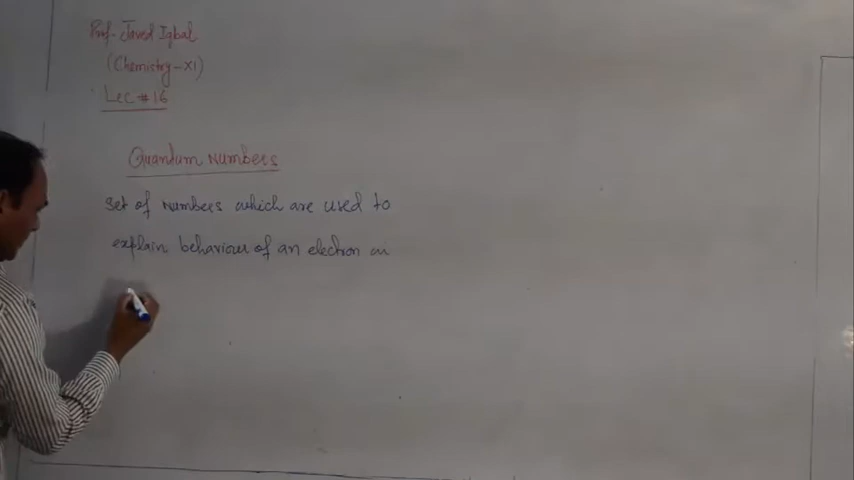 Prof. Javed Iqbal
(Chemistry-XI)
Lec # 16
Quantum Numbers
set of numbers which are used to
explain behaviour of an electron in